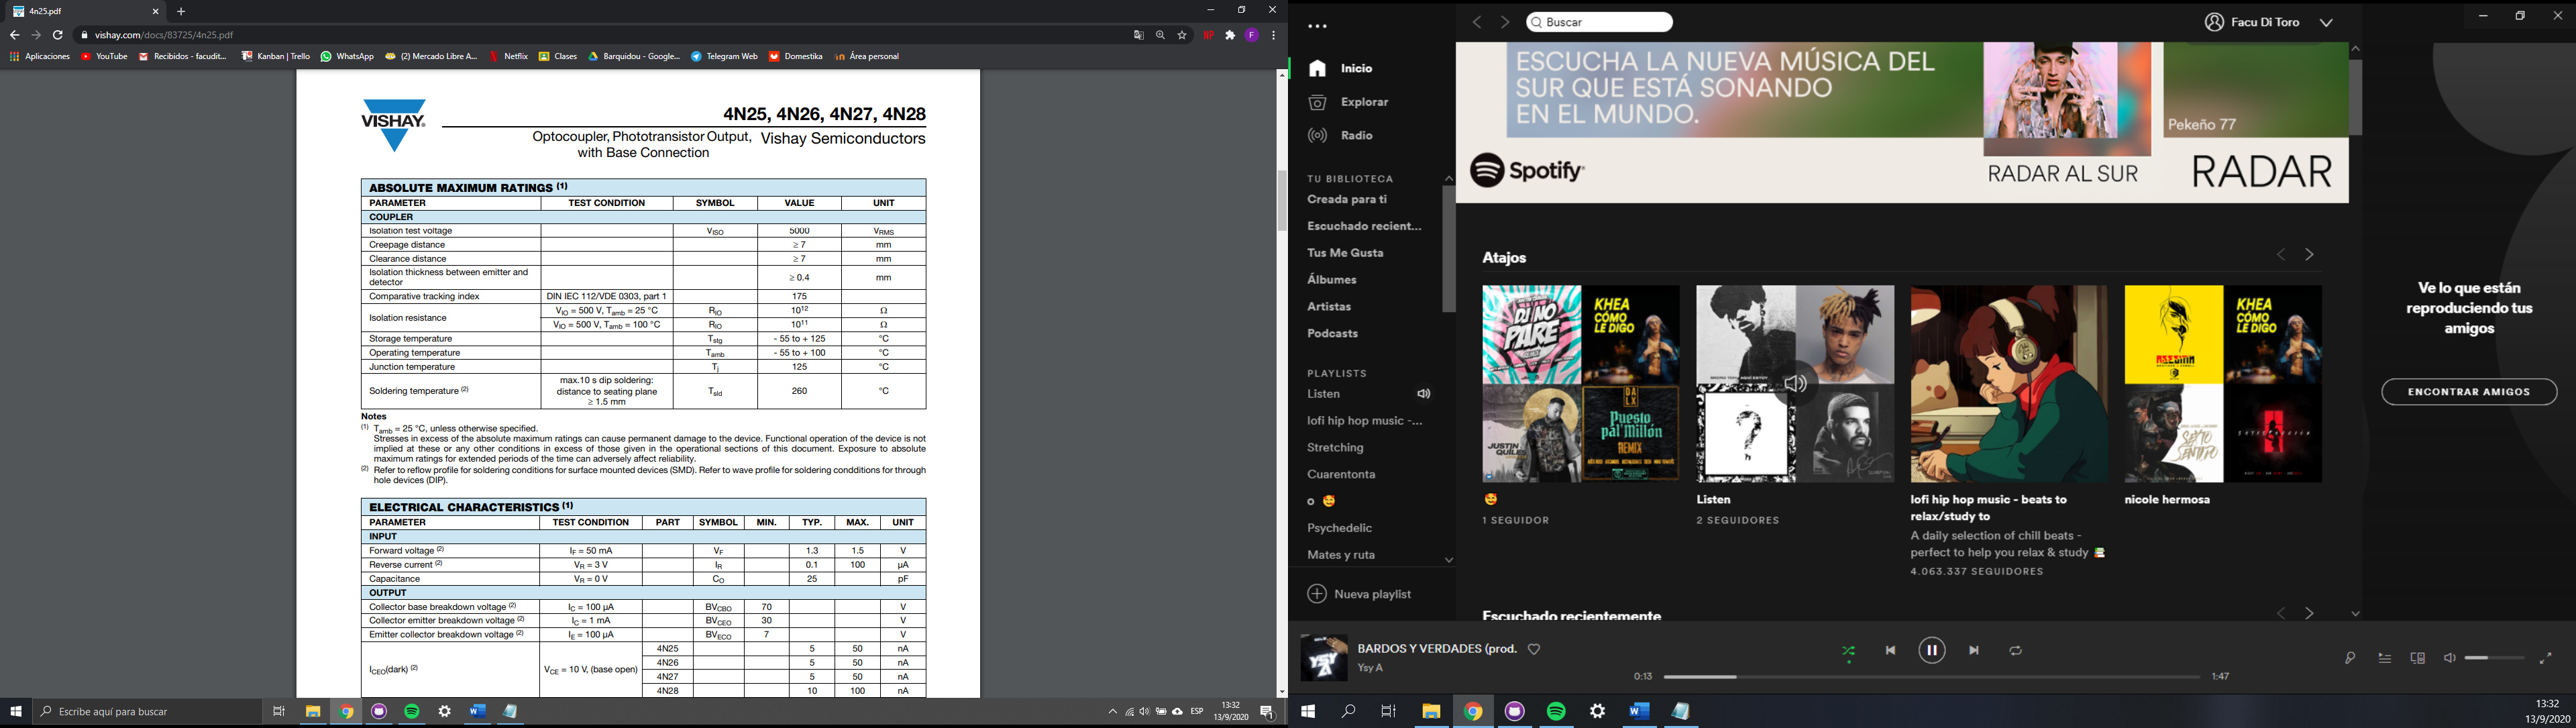 4n25.pdf
vishay.com/docs/83725/4n25.pdf
Aplicaciones YouTube Recibidos - facudit... Kanban | Trello WhatsApp (2) Mercado Libre A... Netflix Clases Barquidou - Google... Telegram Web Domestika Área personal
VISHAY.
4N25, 4N26, 4N27, 4N28
Optocoupler, Phototransistor Output, Vishay Semiconductors
with Base Connection
ABSOLUTE MAXIMUM RATINGS (1)
PARAMETER TEST CONDITION SYMBOL VALUE UNIT
COUPLER
Isolation test voltage VISO 5000 VRMS
Creepage distance ≥ 7 mm
Clearance distance ≥ 7 mm
Isolation thickness between emitter and
detector ≥ 0.4 mm
Comparative tracking index DIN IEC 112/VDE 0303, part 1 175
Isolation resistance VIO = 500 V, Tamb = 25 °C RIO 10¹² Ω
VIO = 500 V, Tamb = 100 °C RIO 10¹¹ Ω
Storage temperature Tstg - 55 to + 125 °C
Operating temperature Tamb - 55 to + 100 °C
Junction temperature Tj 125 °C
Soldering temperature (2) max.10 s dip soldering:
distance to seating plane
≥ 1.5 mm Tsld 260 °C
Notes
(1) Tamb = 25 °C, unless otherwise specified.
Stresses in excess of the absolute maximum ratings can cause permanent damage to the device. Functional operation of the device is not
implied at these or any other conditions in excess of those given in the operational sections of this document. Exposure to absolute
maximum ratings for extended periods of the time can adversely affect reliability.
(2) Refer to reflow profile for soldering conditions for surface mounted devices (SMD). Refer to wave profile for soldering condditions for through
hole devices (DIP).
ELECTRICAL CHARACTERISTICS (1)
PARAMETER TEST CONDITION PART SYMBOL MIN. TYP. MAX. UNIT
INPUT
Forward voltage (2) IF = 50 mA VF 1.3 1.5 V
Reverse current (2) VR = 3 V IR 0.1 100 µA
Capacitance VR = 0 V CO 25 pF
OUTPUT
Collector base breakdown voltage (2) IC = 100 µA BVCBO 70 V
Collector emitter breakdown voltage (2) IC = 1 mA BVCEO 30 V
Emitter collector breakdown voltage (2) IE = 100 µA BVECO 7 V
ICEO(dark) (2) VCE = 10 V, (base open) 4N25 5 50 nA
4N26 5 50 nA
4N27 5 50 nA
4N28 10 100 nA
Escribe aquí para buscar
ESP
13:32
13/9/2020
Buscar
Facu Di Toro
Inicio
Explorar
Radio
TU BIBLIOTECA
Creada para ti
Escuchado recient...
Tus Me Gusta
Álbumes
Artistas
Podcasts
PLAYLISTS
Listen
lofi hip hop music -...
Stretching
Cuarentona
Psychedelic
Mates y ruta
Nueva playlist
ESCUCHA LA NUEVA MÚSICA DEL
SUR QUE ESTÁ SONANDO
EN EL MUNDO.
Pekeño 77
Spotify
RADAR AL SUR
RADAR
Atajos
DJ NO
PARE
REMIX
KHEA
CÓMO
LE DIGO
JUSTIN
QUILES
DALX
Puesto
pa'Millón
REMIX
1 SEGUIDOR
Listen
2 SEGUIDORES
lofi hip hop music - beats to
relax/study to
A daily selection of chill beats -
perfect to help you relax & study
4.063.337 SEGUIDORES
ASESINA
KHEA
CÓMO
LE DIGO
SEXTO
SENTIDO
nicole hermosa
Escuchado recientemente
Ve lo que están
reproduciendo tus
amigos
ENCONTRAR AMIGOS
YSY
A
BARDOS Y VERDADES (prod.
Ysy A
0:13
1:47
13:32
13/9/2020